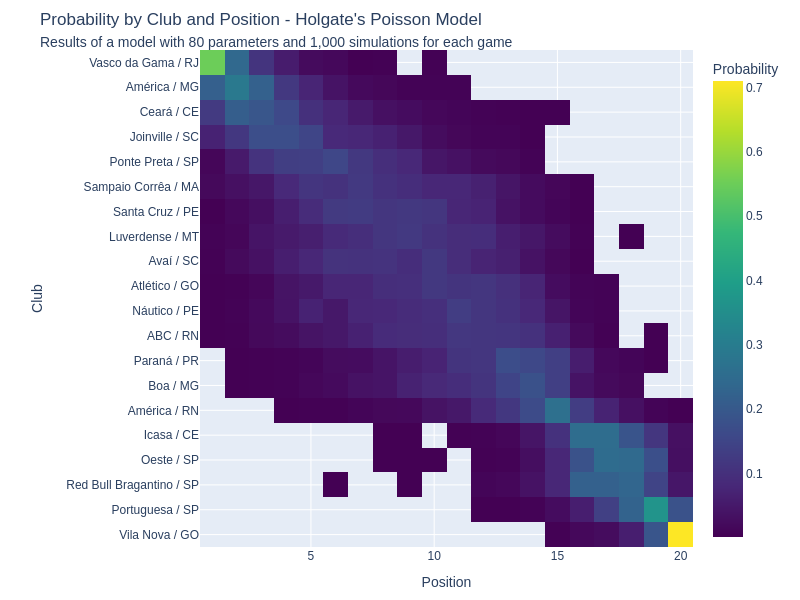 Probability by Club and Position - Holgate's Poisson Model
Results of a model with 80 parameters and 1,000 simulations for each game
Probability
Club
Vasco da Gama / RJ
América / MG
Ceará / CE
Joinville / SC
Ponte Preta / SP
Sampaio Corrêa / MA
Santa Cruz / PE
Luverdense / MT
Avaí / SC
Atlético / GO
Náutico / PE
ABC / RN
Paraná / PR
Boa / MG
América / RN
Icasa / CE
Oeste / SP
Red Bull Bragantino / SP
Portuguesa / SP
Vila Nova / GO
5 10 15 20
Position
0.7
0.6
0.5
0.4
0.3
0.2
0.1